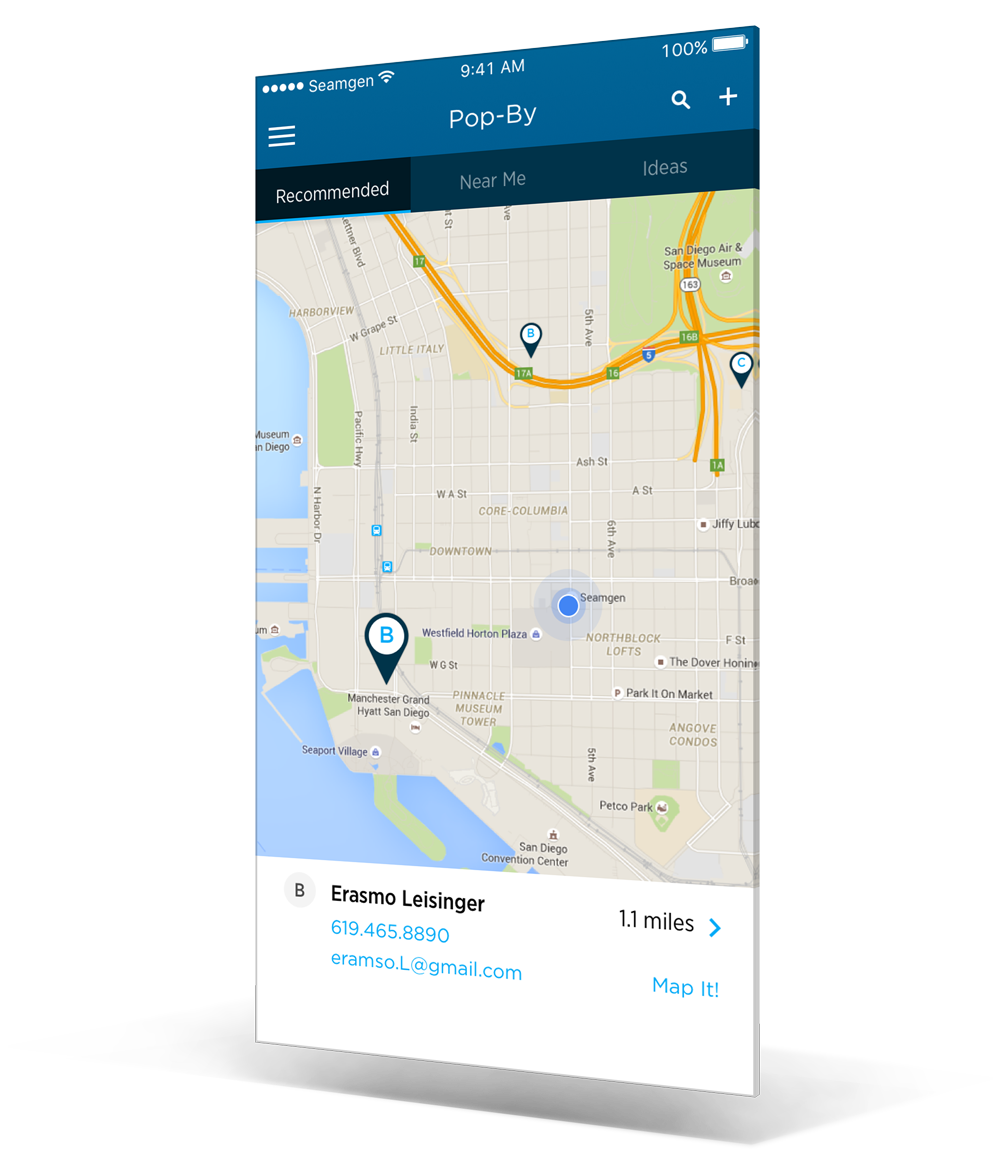 Seamgen
9:41 AM
100%
Pop-By
Recommended
Near Me
Ideas
Kettner Blvd
St
Ave
17
San Diego Air &
Space Museum
163
HARBORVIEW
W Grape St
LITTLE ITALY
B
5th Ave
16B
5
C
17A
16
Pacific Hwy
India St
Museum
Ash St
1A
N Harbor Dr
W A St
A St
CORE-COLUMBIA
6th Ave
Jiffy Lub
DOWNTOWN
Broa
Seamgen
B
Westfield Horton Plaza
NORTHBLOCK
LOFTS
F St
W G St
The Dover Honin
P Park It On Market
Manchester Grand
Hyatt San Diego
PINNACLE
MUSEUM
TOWER
ANGOVE
CONDOS
Seaport Village
5th Ave
Petco Park
San Diego
Convention Center
B
Erasmo Leisinger
1.1 miles
619.465.8890
eramso.L@gmail.com
Map It!